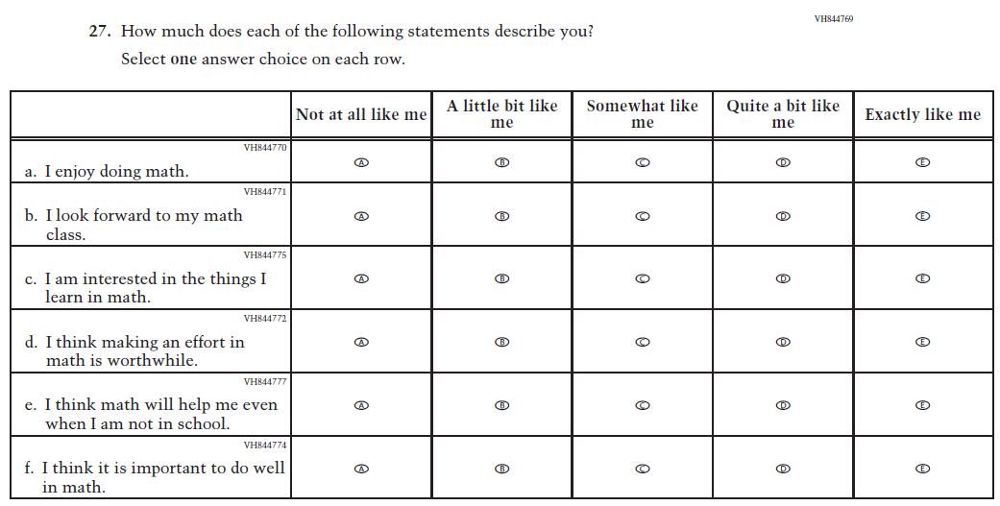 VH844769
27. How much does each of the following statements describe you?
Select one answer choice on each row.
Not at all like me
A little bit like
me
Somewhat like
me
Quite a bit like
me
Exactly like me
VH844770
a. I enjoy doing math.
A B C D E
VH844771
b. I look forward to my math
class.
A B C D E
VH844775
c. I am interested in the things I
learn in math.
A B C D E
VH844772
d. I think making an effort in
math is worthwhile.
A B C D E
VH844777
e. I think math will help me even
when I am not in school.
A B C D E
VH844774
f. I think it is important to do well
in math.
A B C D E